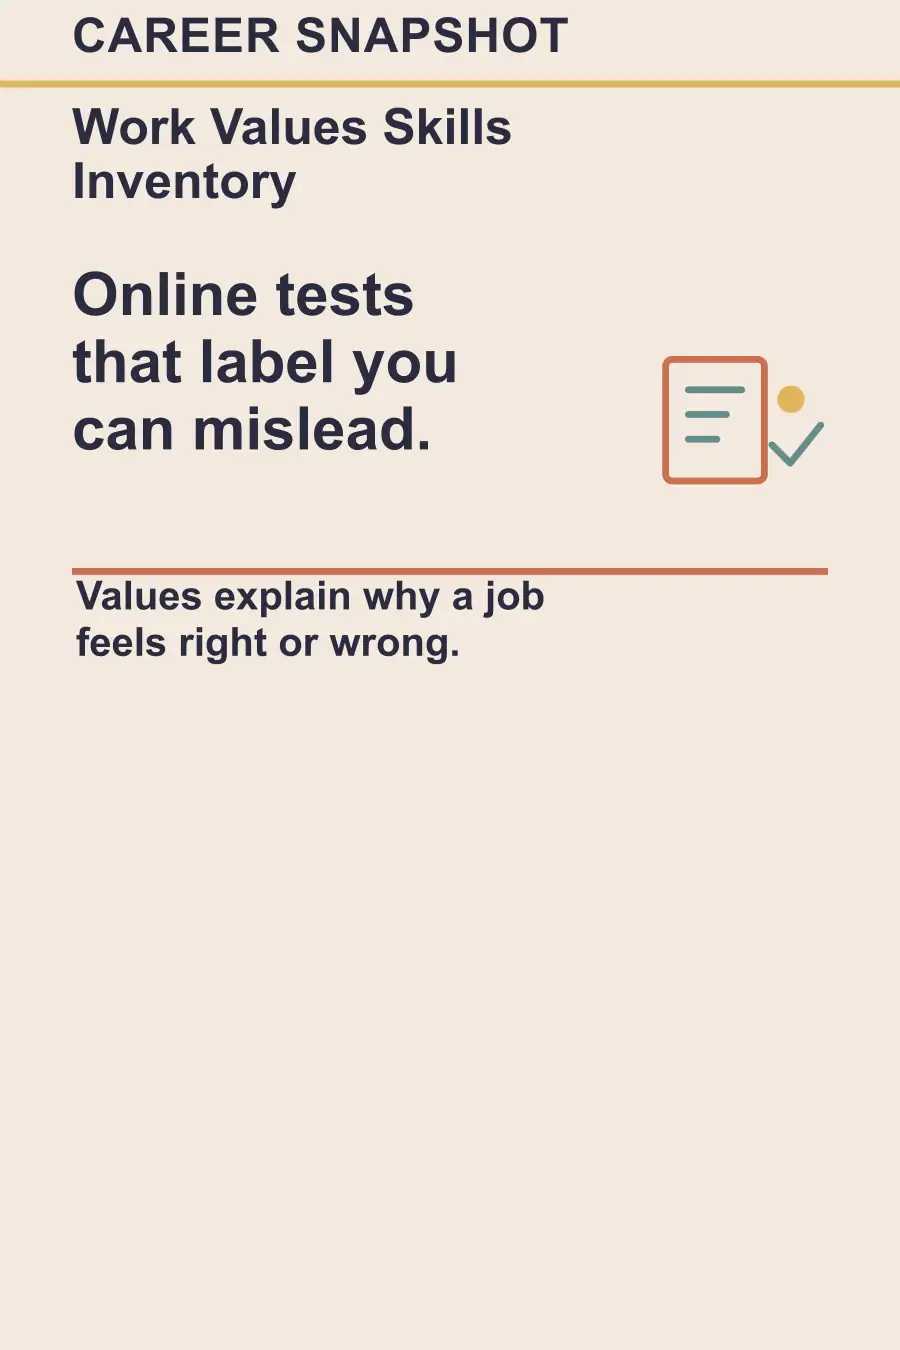 CAREER SNAPSHOT
Work Values Skills
Inventory
Online tests
that label you
can mislead.
Values explain why a job
feels right or wrong.